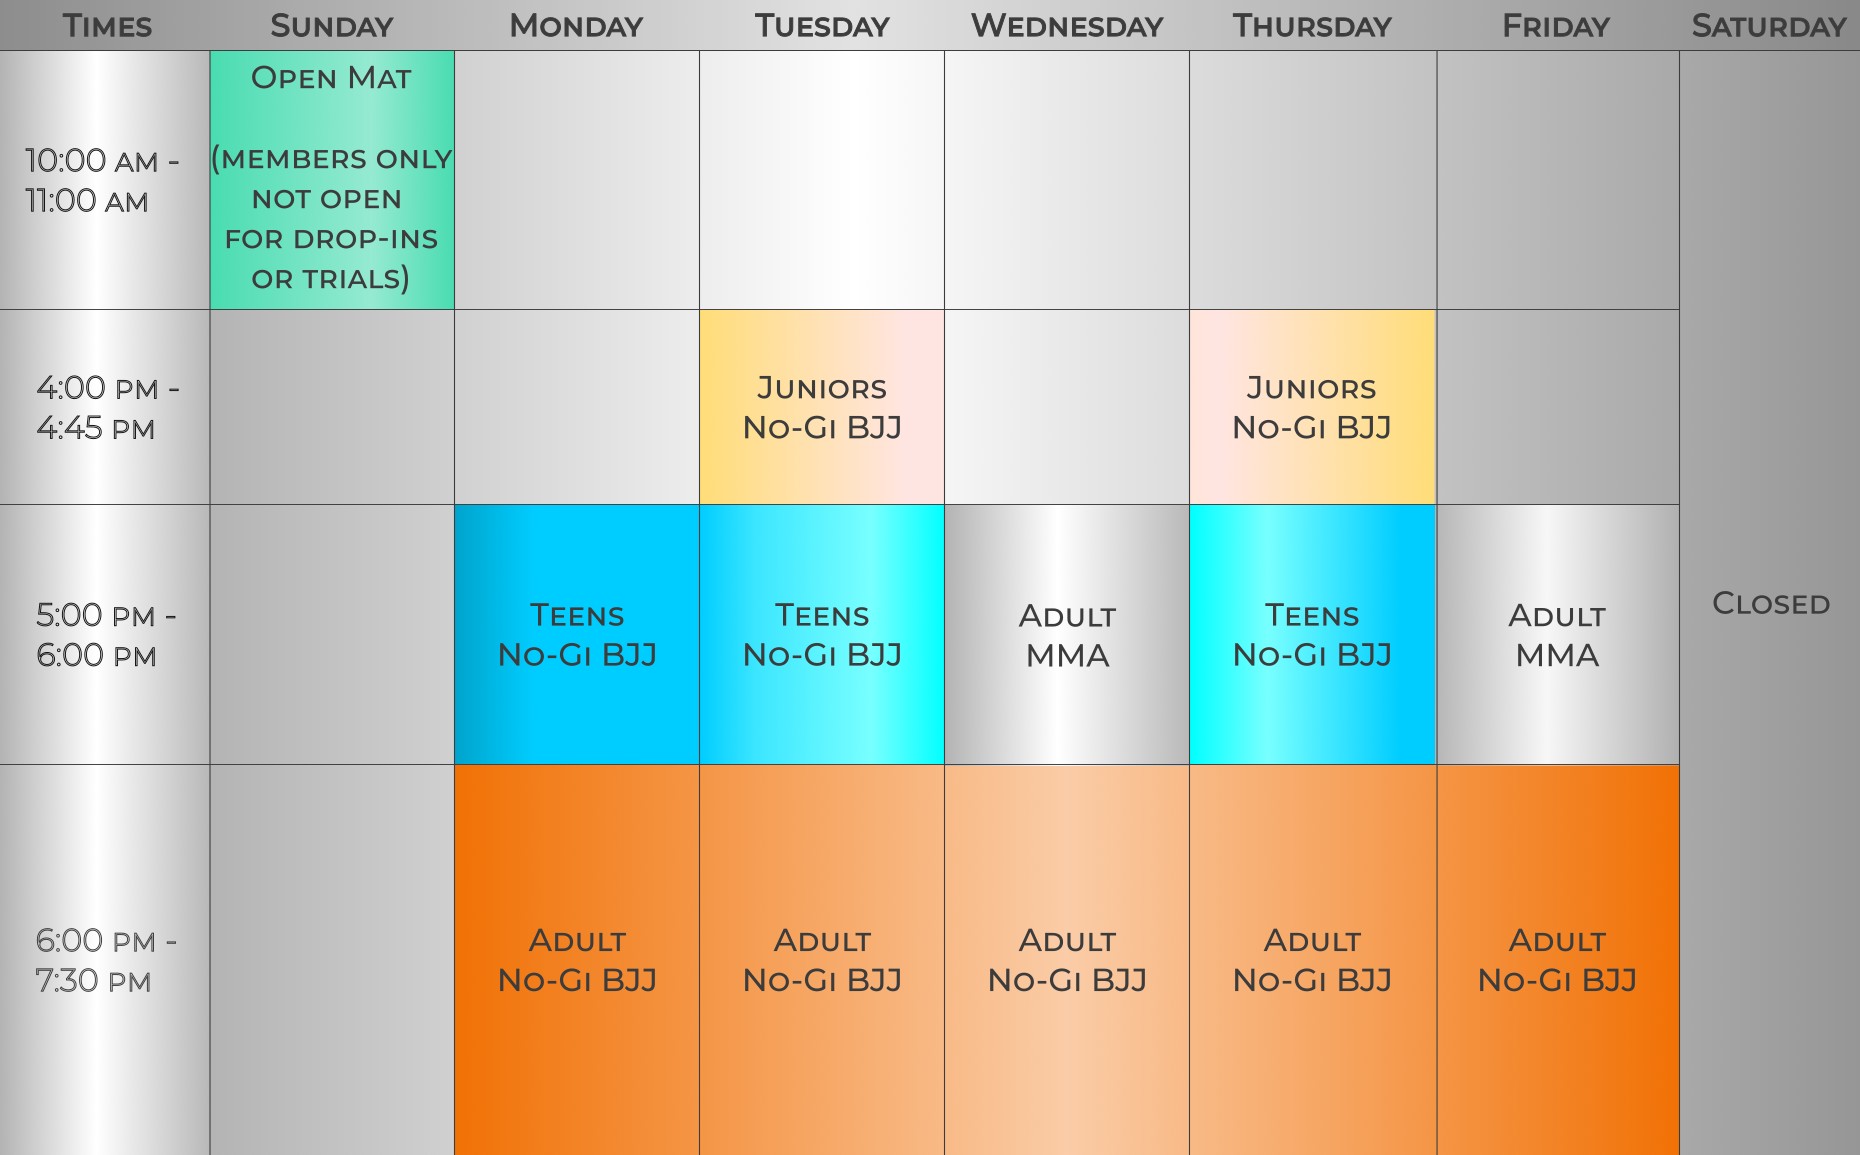 Times Sunday Monday Tuesday Wednesday Thursday Friday Saturday
10:00 am -
11:00 am
Open Mat
(members only
not open
for drop-ins
or trials)
4:00 pm -
4:45 pm
Juniors
No-Gi BJJ
Juniors
No-Gi BJJ
5:00 pm -
6:00 pm
Teens
No-Gi BJJ
Teens
No-Gi BJJ
Adult
MMA
Teens
No-Gi BJJ
Adult
MMA
Closed
6:00 pm -
7:30 pm
Adult
No-Gi BJJ
Adult
No-Gi BJJ
Adult
No-Gi BJJ
Adult
No-Gi BJJ
Adult
No-Gi BJJ